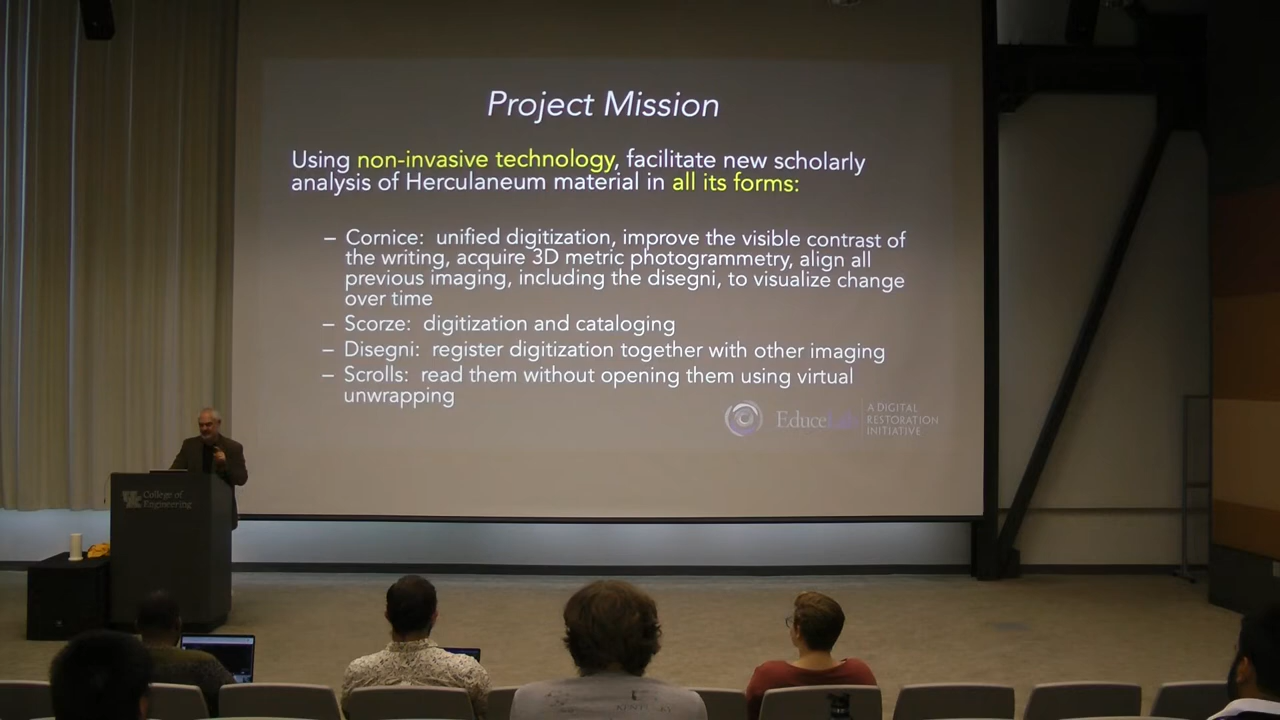 Project Mission
Using non-invasive technology, facilitate new scholarly
analysis of Herculaneum material in all its forms:
– Cornice: unified digitization, improve the visible contrast of
the writing, acquire 3D metric photogrammetry, align all
previous imaging, including the disegni, to visualize change
over time
– Scorze: digitization and cataloging
– Disegni: register digitization together with other imaging
– Scrolls: read them without opening them using virtual
unwrapping
EduceLab
A DIGITAL
RESTORATION
INITIATIVE
UK College of
Engineering
KENTUCKY